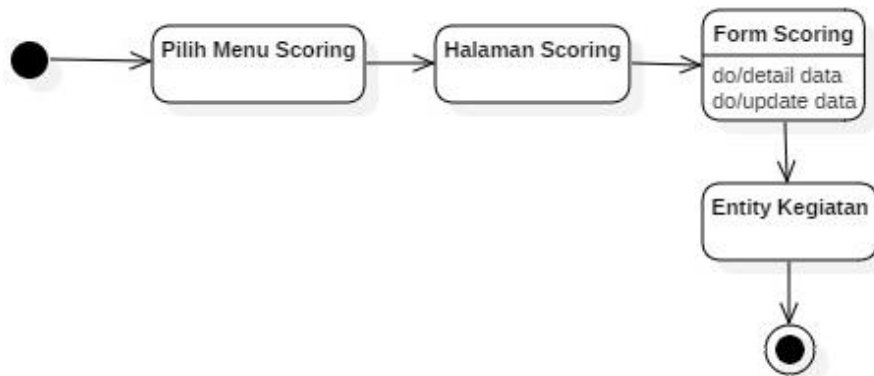 Pilih Menu Scoring
Halaman Scoring
Form Scoring
do/detail data
do/update data
Entity Kegiatan